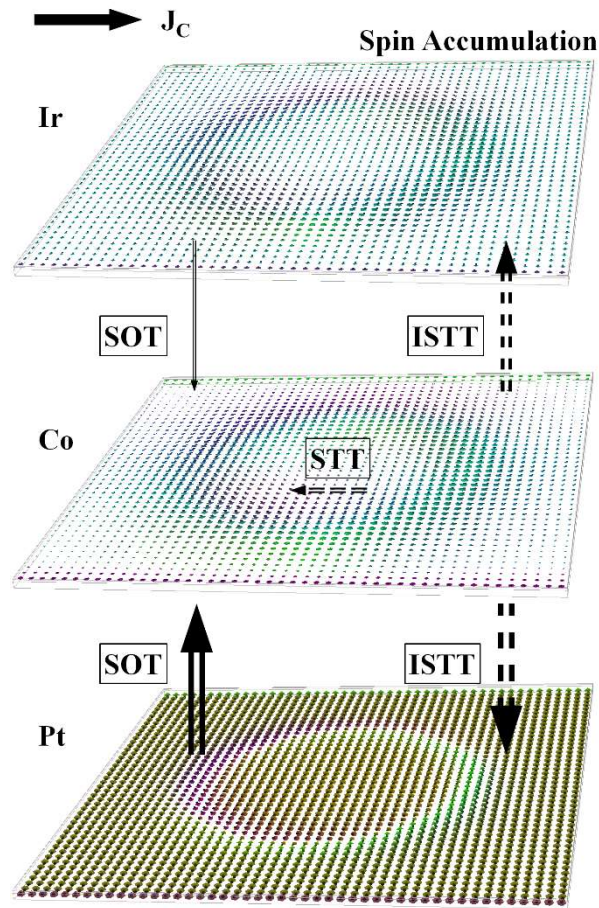 J_C
Spin Accumulation
Ir
SOT
ISTT
Co
STT
SOT
ISTT
Pt